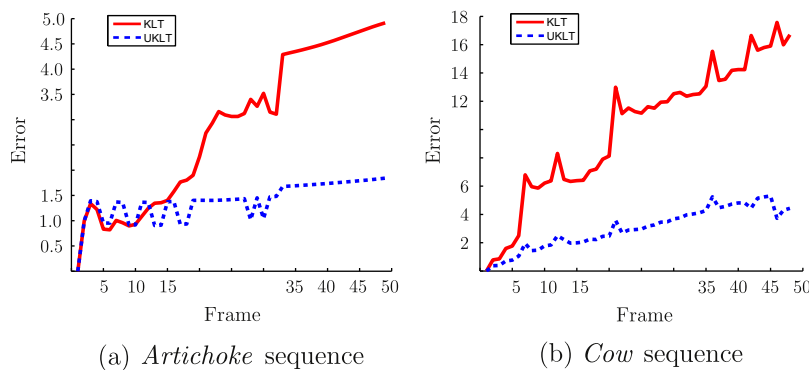 KLT
UKLT
5.0
4.5
3.5
1.5
1.0
0.5
Error
5 10 15 35 40 45 50
Frame
(a) Artichoke sequence
KLT
UKLT
18
16
14
12
6
4
2
Error
5 10 15 35 40 45 50
Frame
(b) Cow sequence